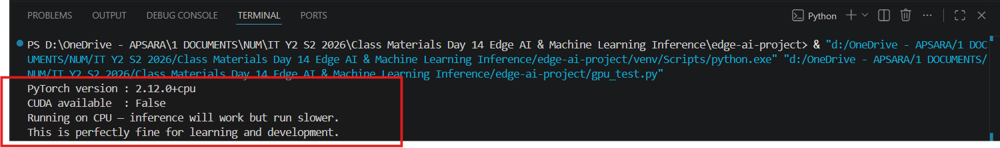 PROBLEMS OUTPUT DEBUG CONSOLE TERMINAL PORTS Python
PS D:\OneDrive - APSARA\1 DOCUMENTS\NUM\IT Y2 S2 2026\Class Materials Day 14 Edge AI & Machine Learning Inference\edge-ai-project> & "d:/OneDrive - APSARA/1 DOC
UMENTS/NUM/IT Y2 S2 2026/Class Materials Day 14 Edge AI & Machine Learning Inference/edge-ai-project/venv/Scripts/python.exe" "d:/OneDrive - APSARA/1 DOCUMENTS/
NUM/IT Y2 S2 2026/Class Materials Day 14 Edge AI & Machine Learning Inference/edge-ai-project/gpu_test.py"
PyTorch version : 2.12.0+cpu
CUDA available  : False
Running on CPU — inference will work but run slower.
This is perfectly fine for learning and development.